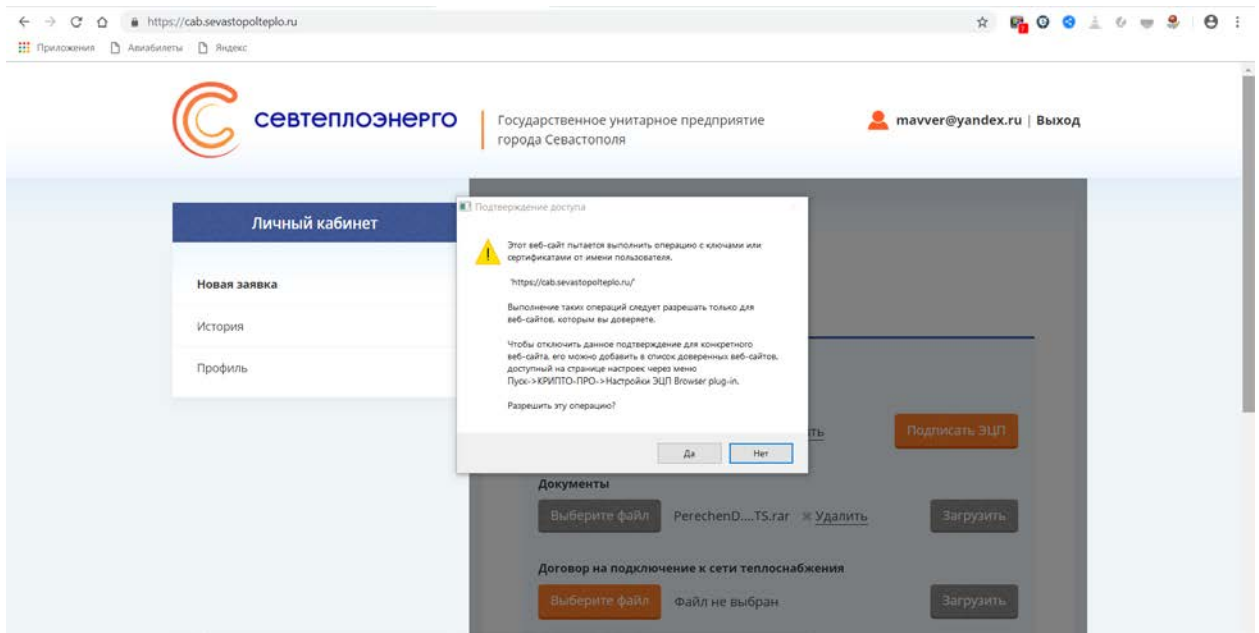 https://cab.sevastopolteplo.ru
Приложения Авиабилеты Яндекс
севтеплоэнерго
Государственное унитарное предприятие
города Севастополя
mavver@yandex.ru | Выход
Личный кабинет
Новая заявка
История
Профиль
Подтверждение доступа
Этот веб-сайт пытается выполнить операцию с ключами или
сертификатами от имени пользователя.
'https://cab.sevastopolteplo.ru/'
Выполнение таких операций следует разрешать только для
веб-сайтов, которым вы доверяете.
Чтобы отключить данное подтверждение для конкретного
веб-сайта, его можно добавить в список доверенных веб-сайтов,
доступный на странице настроек через меню
Пуск->КРИПТО-ПРО->Настройки ЭЦП Browser plug-in.
Разрешить эту операцию?
Да Нет
ть Подписать ЭЦП
Документы
Выберите файл PerechenD....TS.rar Удалить Загрузить
Договор на подключение к сети теплоснабжения
Выберите файл Файл не выбран Загрузить